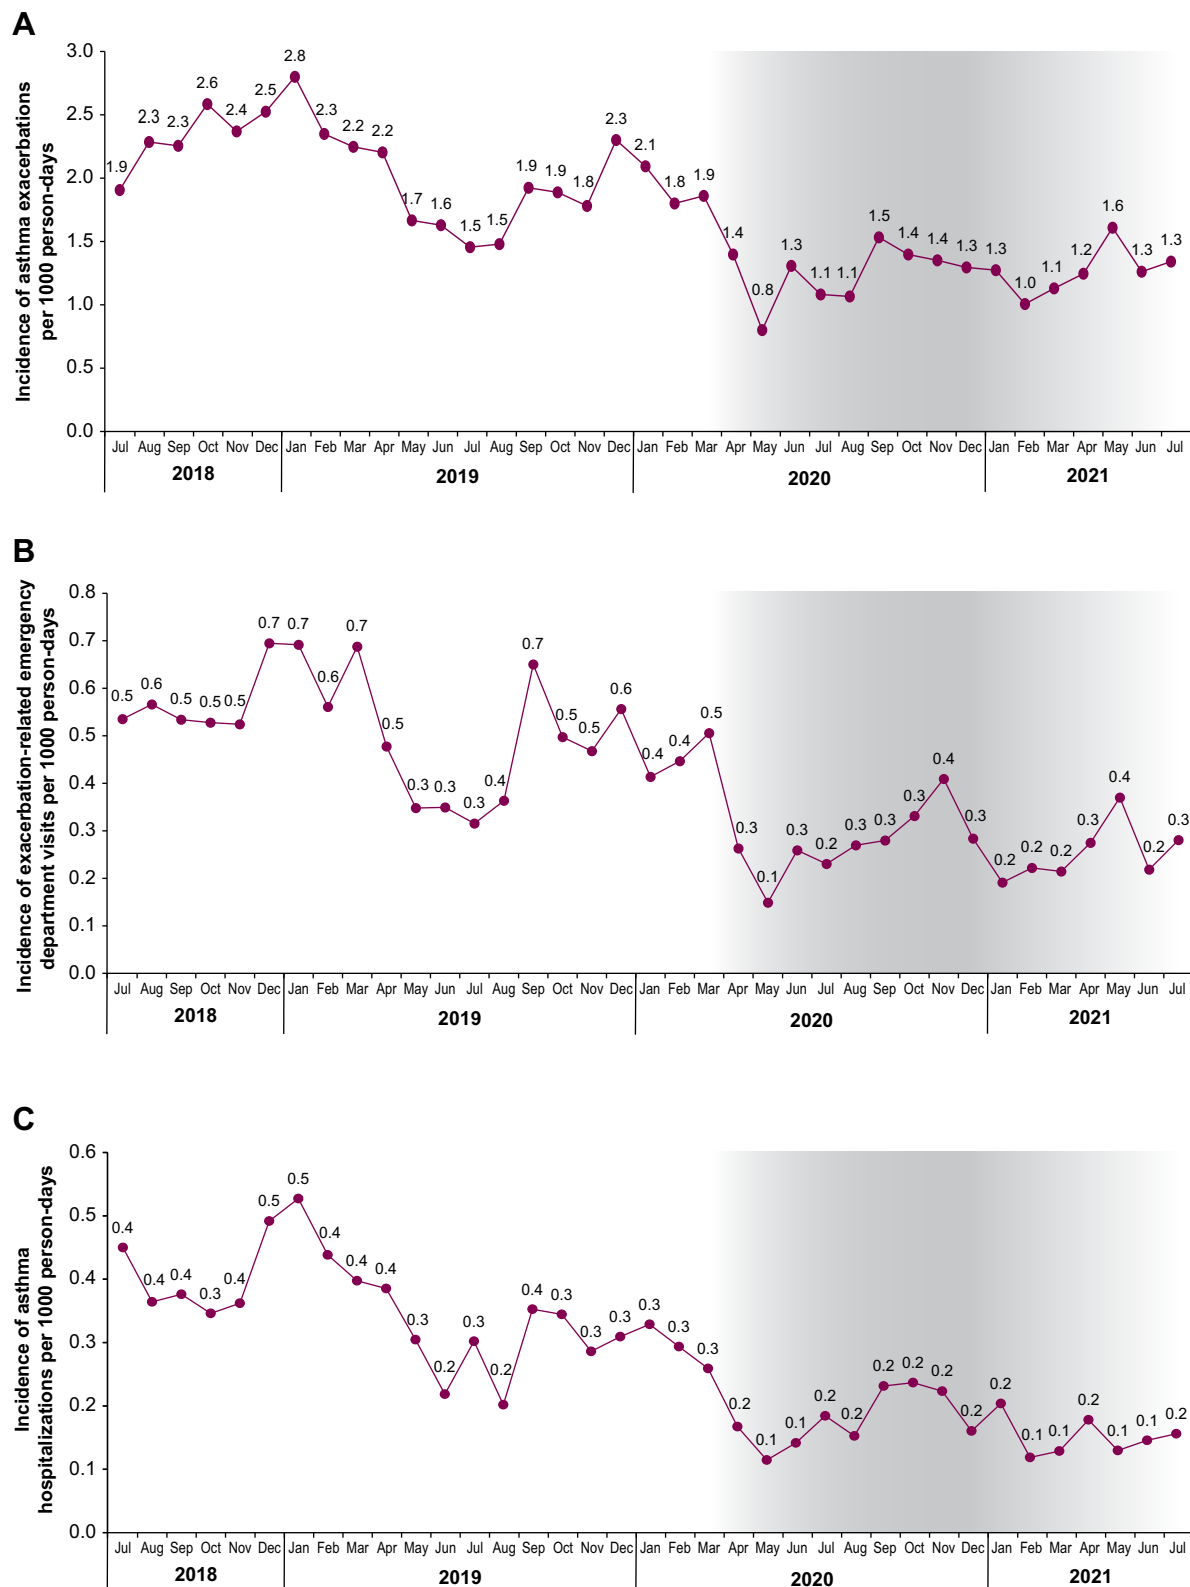 A
Incidence of asthma exacerbations
per 1000 person-days
3.0
2.5
2.0
1.5
1.0
0.5
0.0
1.9 2.3 2.3 2.6 2.4 2.5 2.8 2.3 2.2 2.2 1.7 1.6 1.5 1.5 1.9 1.9 1.8 2.3 2.1 1.8 1.9 1.4 0.8 1.3 1.1 1.1 1.5 1.4 1.4 1.3 1.3 1.0 1.1 1.2 1.6 1.3 1.3
Jul Aug Sep Oct Nov Dec Jan Feb Mar Apr May Jun Jul Aug Sep Oct Nov Dec Jan Feb Mar Apr May Jun Jul Aug Sep Oct Nov Dec Jan Feb Mar Apr May Jun Jul
2018 2019 2020 2021
B
Incidence of exacerbation-related emergency
department visits per 1000 person-days
0.8
0.7
0.6
0.5
0.4
0.3
0.2
0.1
0.0
0.5 0.6 0.5 0.5 0.5 0.7 0.7 0.6 0.7 0.5 0.3 0.3 0.3 0.4 0.7 0.5 0.5 0.6 0.4 0.4 0.5 0.3 0.1 0.3 0.2 0.3 0.3 0.3 0.4 0.3 0.2 0.2 0.2 0.3 0.4 0.2 0.3
Jul Aug Sep Oct Nov Dec Jan Feb Mar Apr May Jun Jul Aug Sep Oct Nov Dec Jan Feb Mar Apr May Jun Jul Aug Sep Oct Nov Dec Jan Feb Mar Apr May Jun Jul
2018 2019 2020 2021
C
Incidence of asthma
hospitalizations per 1000 person-days
0.6
0.5
0.4
0.3
0.2
0.1
0.0
0.4 0.4 0.4 0.3 0.4 0.5 0.5 0.4 0.4 0.4 0.3 0.2 0.3 0.2 0.4 0.3 0.3 0.3 0.3 0.3 0.3 0.2 0.1 0.1 0.2 0.2 0.2 0.2 0.2 0.2 0.2 0.1 0.1 0.2 0.1 0.1 0.2
Jul Aug Sep Oct Nov Dec Jan Feb Mar Apr May Jun Jul Aug Sep Oct Nov Dec Jan Feb Mar Apr May Jun Jul Aug Sep Oct Nov Dec Jan Feb Mar Apr May Jun Jul
2018 2019 2020 2021